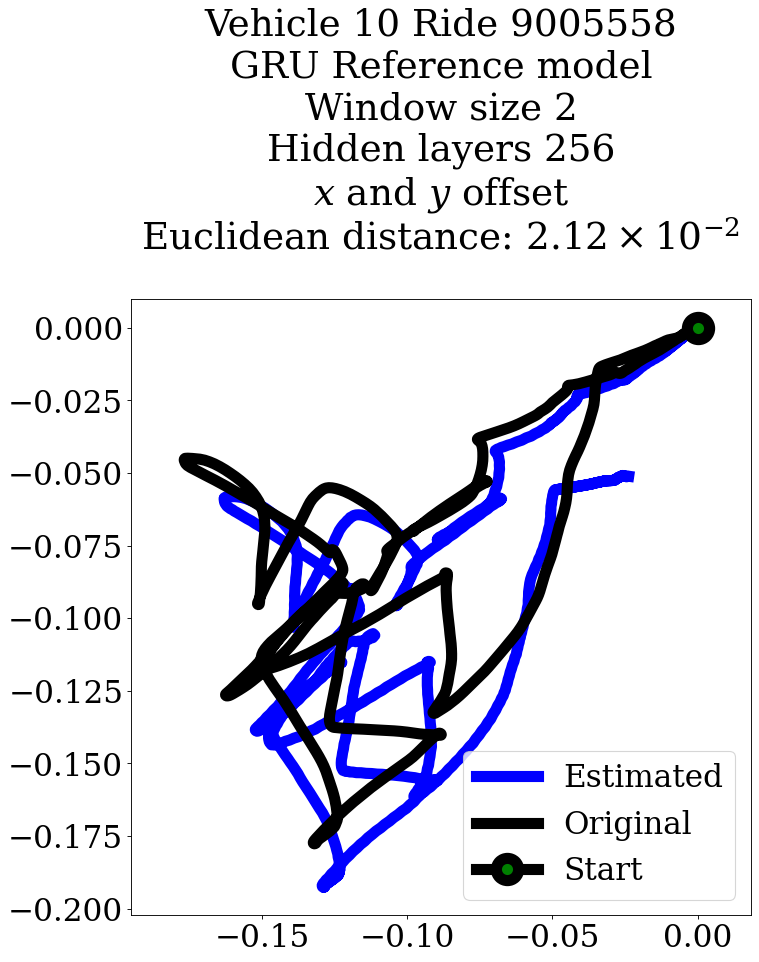 Vehicle 10 Ride 9005558
GRU Reference model
Window size 2
Hidden layers 256
x and y offset
Euclidean distance: 2.12 × 10⁻²
0.000
−0.025
−0.050
−0.075
−0.100
−0.125
−0.150
−0.175
−0.200
Estimated
Original
Start
−0.15 −0.10 −0.05 0.00